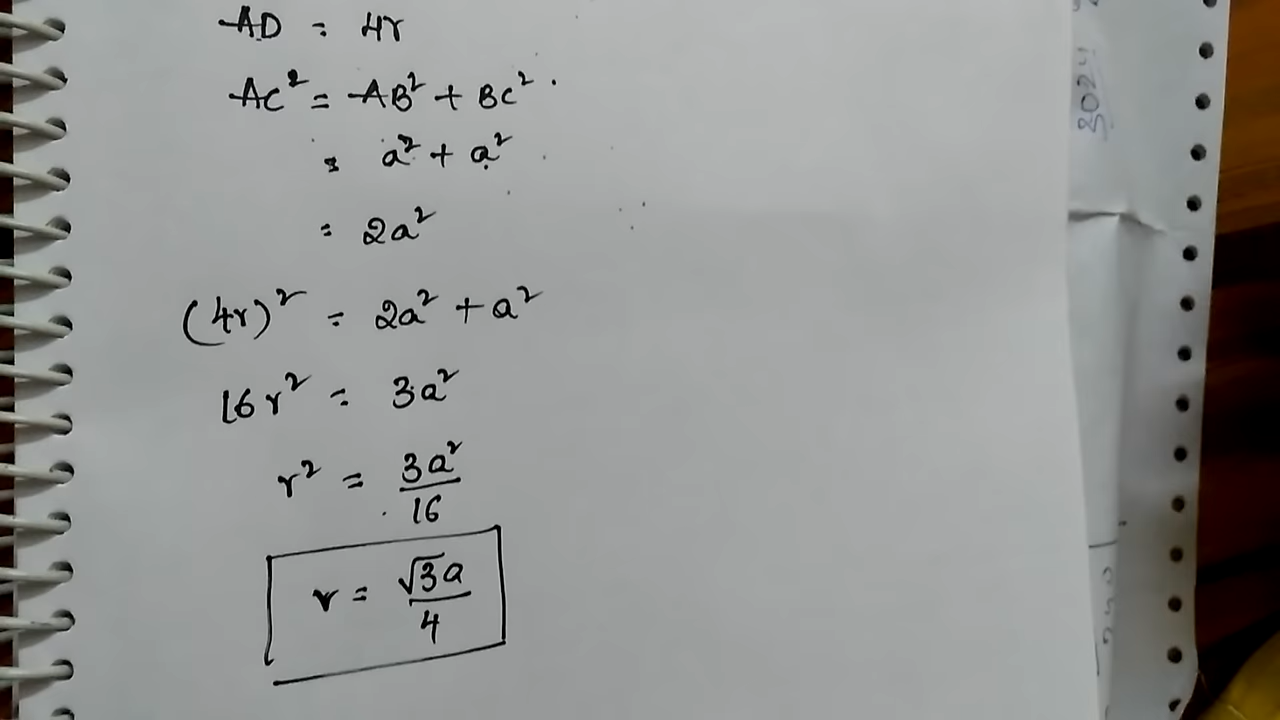 AD = 4r
AC² = AB² + BC²
= a² + a²
= 2a²
(4r)² = 2a² + a²
16r² = 3a²
r² = 3a²/16
r = √3a/4